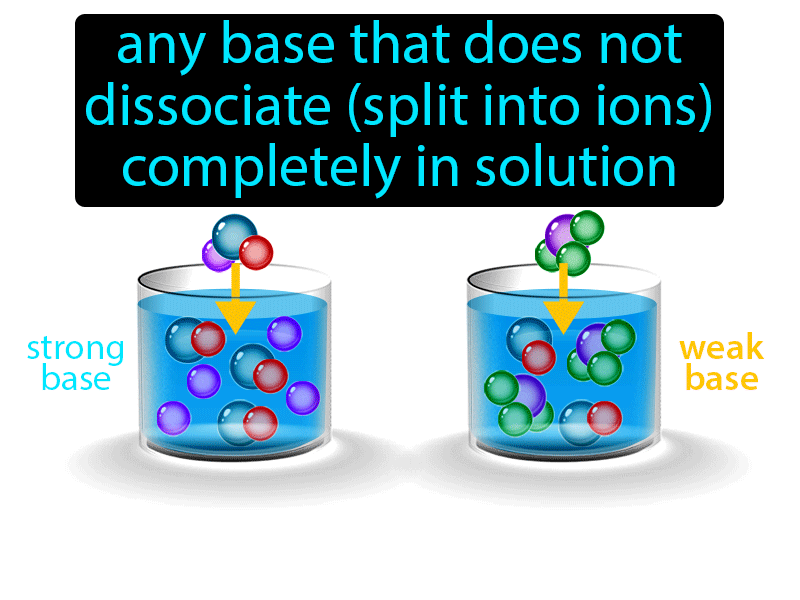 any base that does not
dissociate (split into ions)
completely in solution
strong
base
weak
base